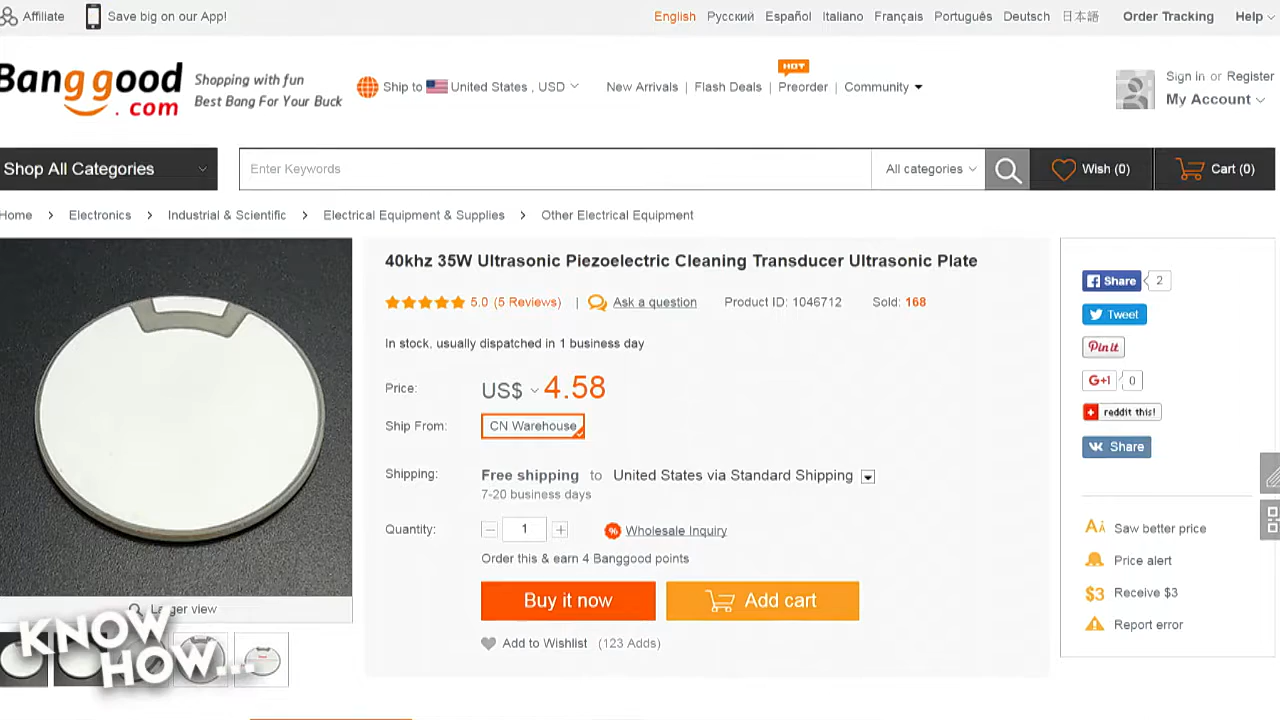 Affiliate Save big on our App! English Русский Español Italiano Français Português Deutsch 日本語 Order Tracking Help
Banggood.com Shopping with fun
Best Bang For Your Buck
Ship to United States , USD New Arrivals | Flash Deals | Preorder | Community
HOT
Sign in or Register
My Account
Shop All Categories Enter Keywords All categories Wish (0) Cart (0)
Home > Electronics > Industrial & Scientific > Electrical Equipment & Supplies > Other Electrical Equipment
40khz 35W Ultrasonic Piezoelectric Cleaning Transducer Ultrasonic Plate
5.0 (5 Reviews) | Ask a question Product ID: 1046712 Sold: 168
In stock, usually dispatched in 1 business day
Price: US$ 4.58
Ship From: CN Warehouse
Shipping: Free shipping to United States via Standard Shipping
7-20 business days
Quantity: - 1 + % Wholesale Inquiry
Order this & earn 4 Banggood points
Buy it now Add cart
Add to Wishlist (123 Adds)
Larger view
KNOW
HOW...
f Share 2
Tweet
Pin it
G+1 0
reddit this!
Share
Saw better price
Price alert
$3 Receive $3
Report error